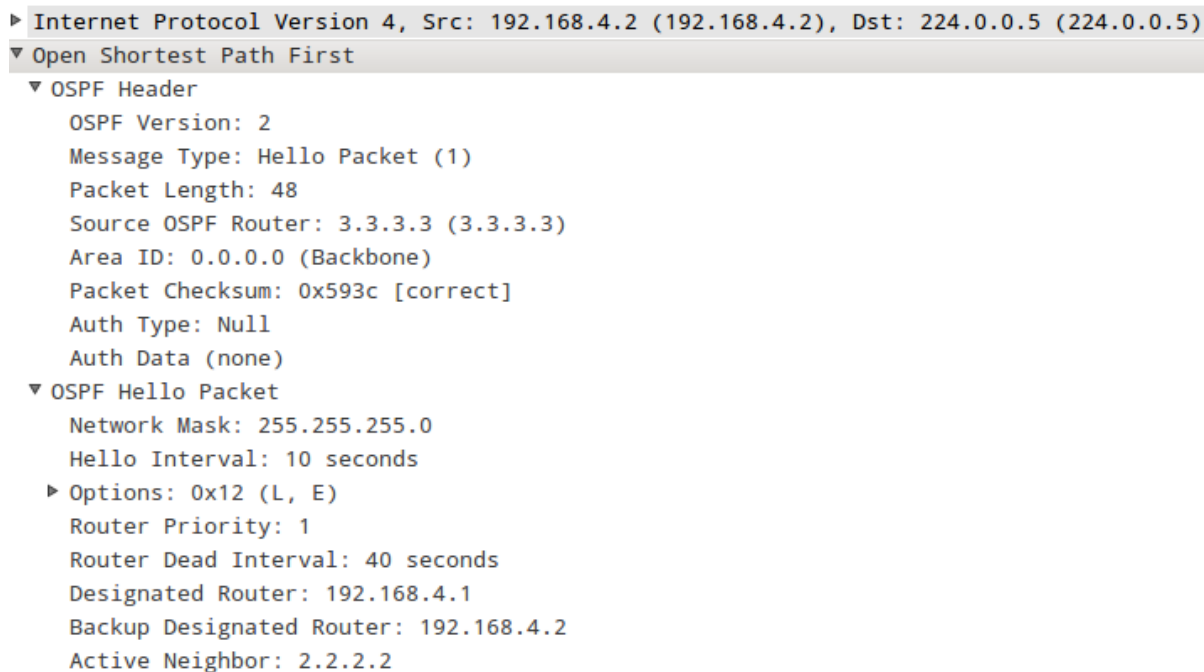 Internet Protocol Version 4, Src: 192.168.4.2 (192.168.4.2), Dst: 224.0.0.5 (224.0.0.5)
Open Shortest Path First
OSPF Header
OSPF Version: 2
Message Type: Hello Packet (1)
Packet Length: 48
Source OSPF Router: 3.3.3.3 (3.3.3.3)
Area ID: 0.0.0.0 (Backbone)
Packet Checksum: 0x593c [correct]
Auth Type: Null
Auth Data (none)
OSPF Hello Packet
Network Mask: 255.255.255.0
Hello Interval: 10 seconds
Options: 0x12 (L, E)
Router Priority: 1
Router Dead Interval: 40 seconds
Designated Router: 192.168.4.1
Backup Designated Router: 192.168.4.2
Active Neighbor: 2.2.2.2